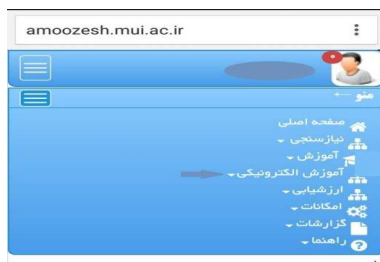 amoozesh.mui.ac.ir
منو
صفحه اصلی
نیازسنجی
آموزش
آموزش الکترونیکی
ارزشیابی
امکانات
گزارشات
راهنما